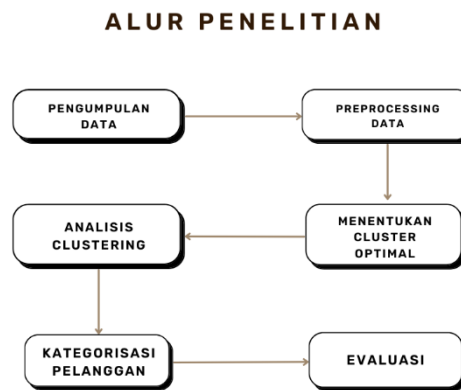 ALUR PENELITIAN
PENGUMPULAN
DATA
PREPROCESSING
DATA
MENENTUKAN
CLUSTER
OPTIMAL
ANALISIS
CLUSTERING
KATEGORISASI
PELANGGAN
EVALUASI